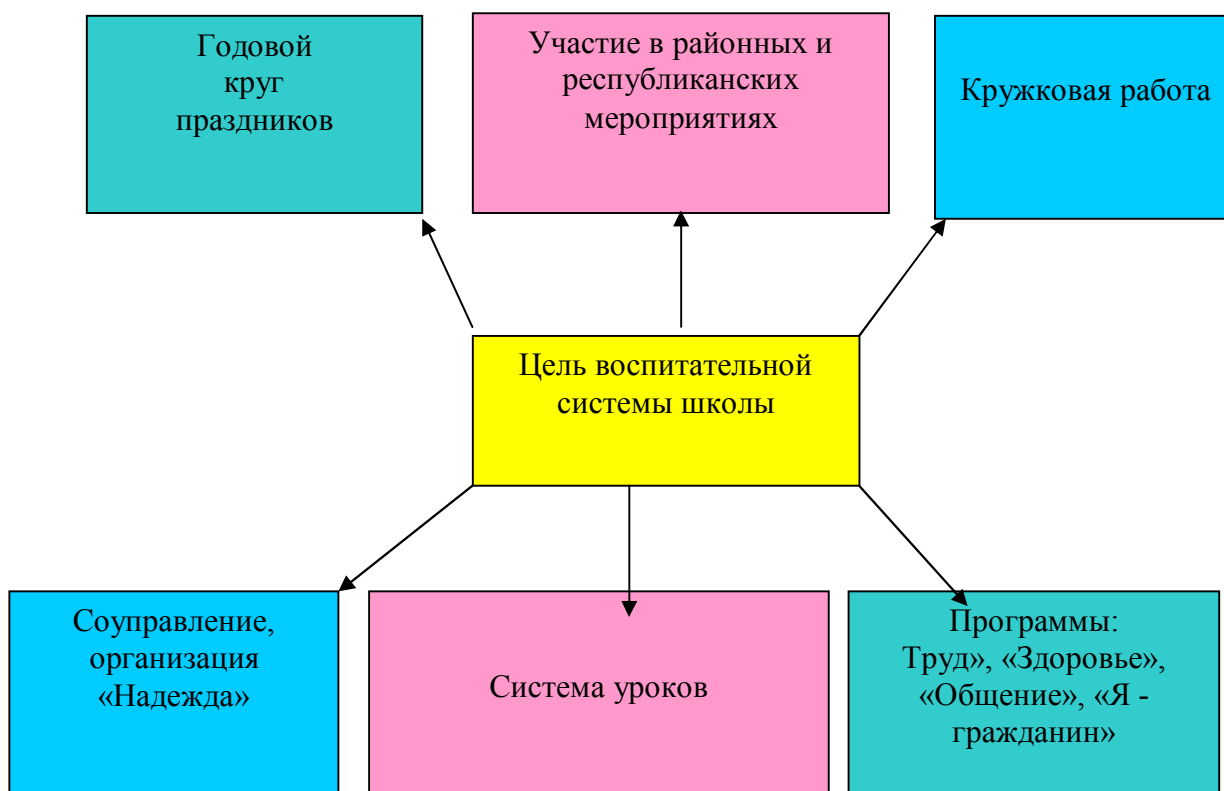 Годовой
круг
праздников
Участие в районных и
республиканских
мероприятиях
Кружковая работа
Цель воспитательной
системы школы
Соуправление,
организация
«Надежда»
Система уроков
Программы:
Труд», «Здоровье»,
«Общение», «Я -
гражданин»